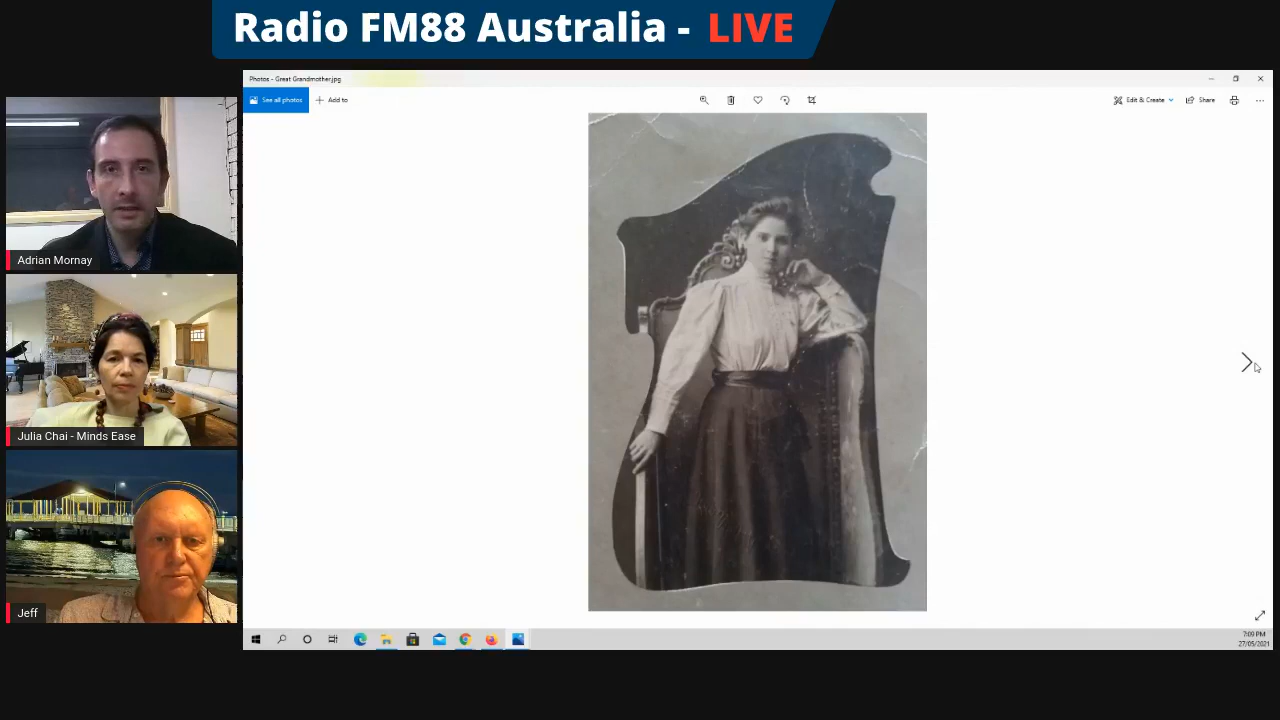 Radio FM88 Australia - LIVE
Photos - Great Grandmother.jpg
See all photos
Add to
Edit & Create
Share
Adrian Mornay
Julia Chai - Minds Ease
Jeff
7:09 PM
27/05/2021